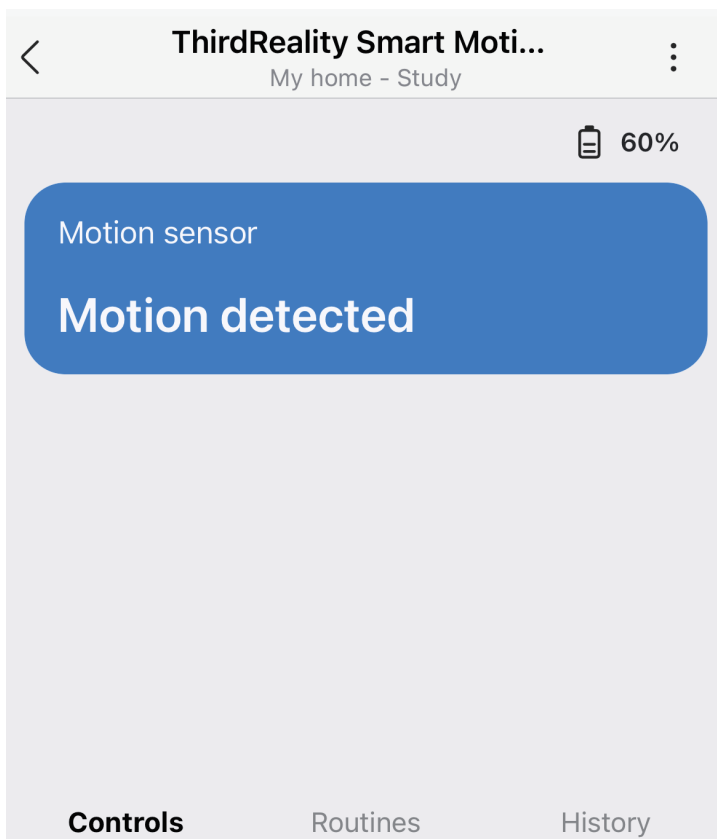 ThirdReality Smart Moti...
My home - Study
60%
Motion sensor
Motion detected
Controls
Routines
History